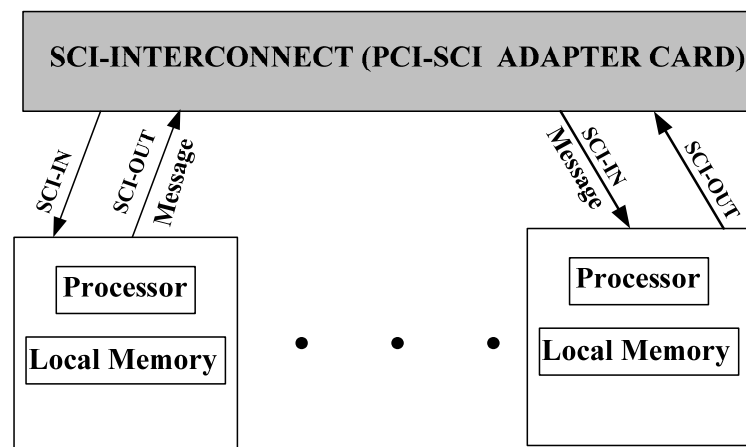 SCI-INTERCONNECT (PCI-SCI ADAPTER CARD)
SCI-IN
SCI-OUT
Message
SCI-IN
Message
SCI-OUT
Processor
Local Memory
Processor
Local Memory